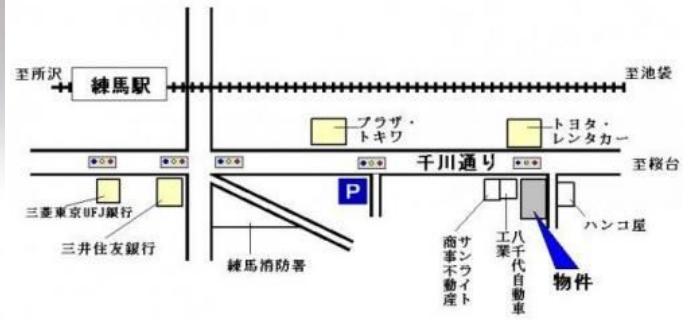 至所沢
練馬駅
至池袋
プラザ・
トキワ
トヨタ・
レンタカー
千川通り
至桜台
三菱東京UFJ銀行
三井住友銀行
練馬消防署
P
サンライト
商事不動産
八千代自動車
工業
物件
ハンコ屋